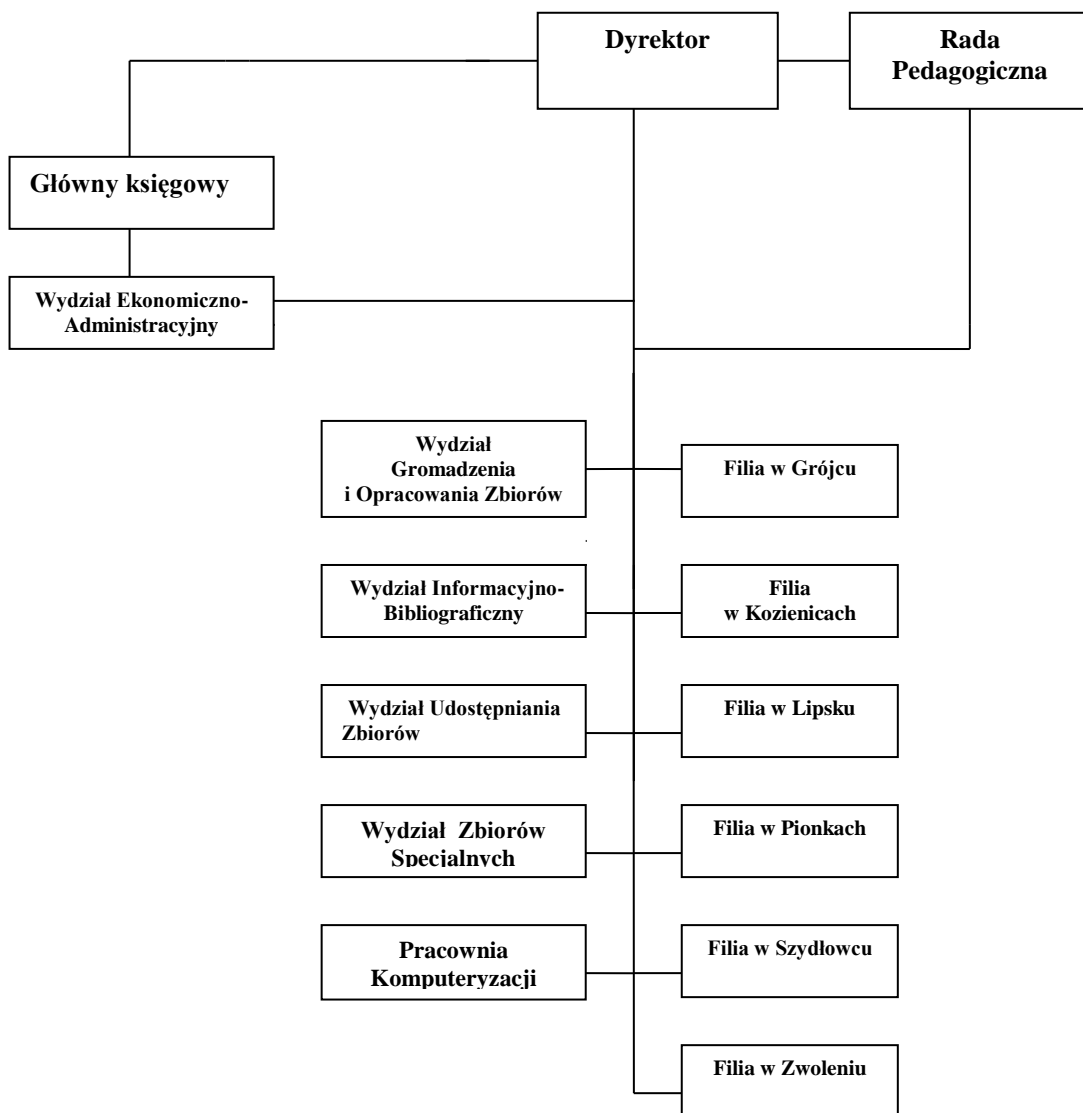 Dyrektor
Rada
Pedagogiczna
Główny księgowy
Wydział Ekonomiczno-
Administracyjny
Wydział
Gromadzenia
i Opracowania Zbiorów
Filia w Grójcu
Wydział Informacyjno-
Bibliograficzny
Filia
w Kozienicach
Wydział Udostępniania
Zbiorów
Filia w Lipsku
Wydział Zbiorów
Specjalnych
Filia w Pionkach
Pracownia
Komputeryzacji
Filia w Szydłowcu
Filia w Zwoleniu